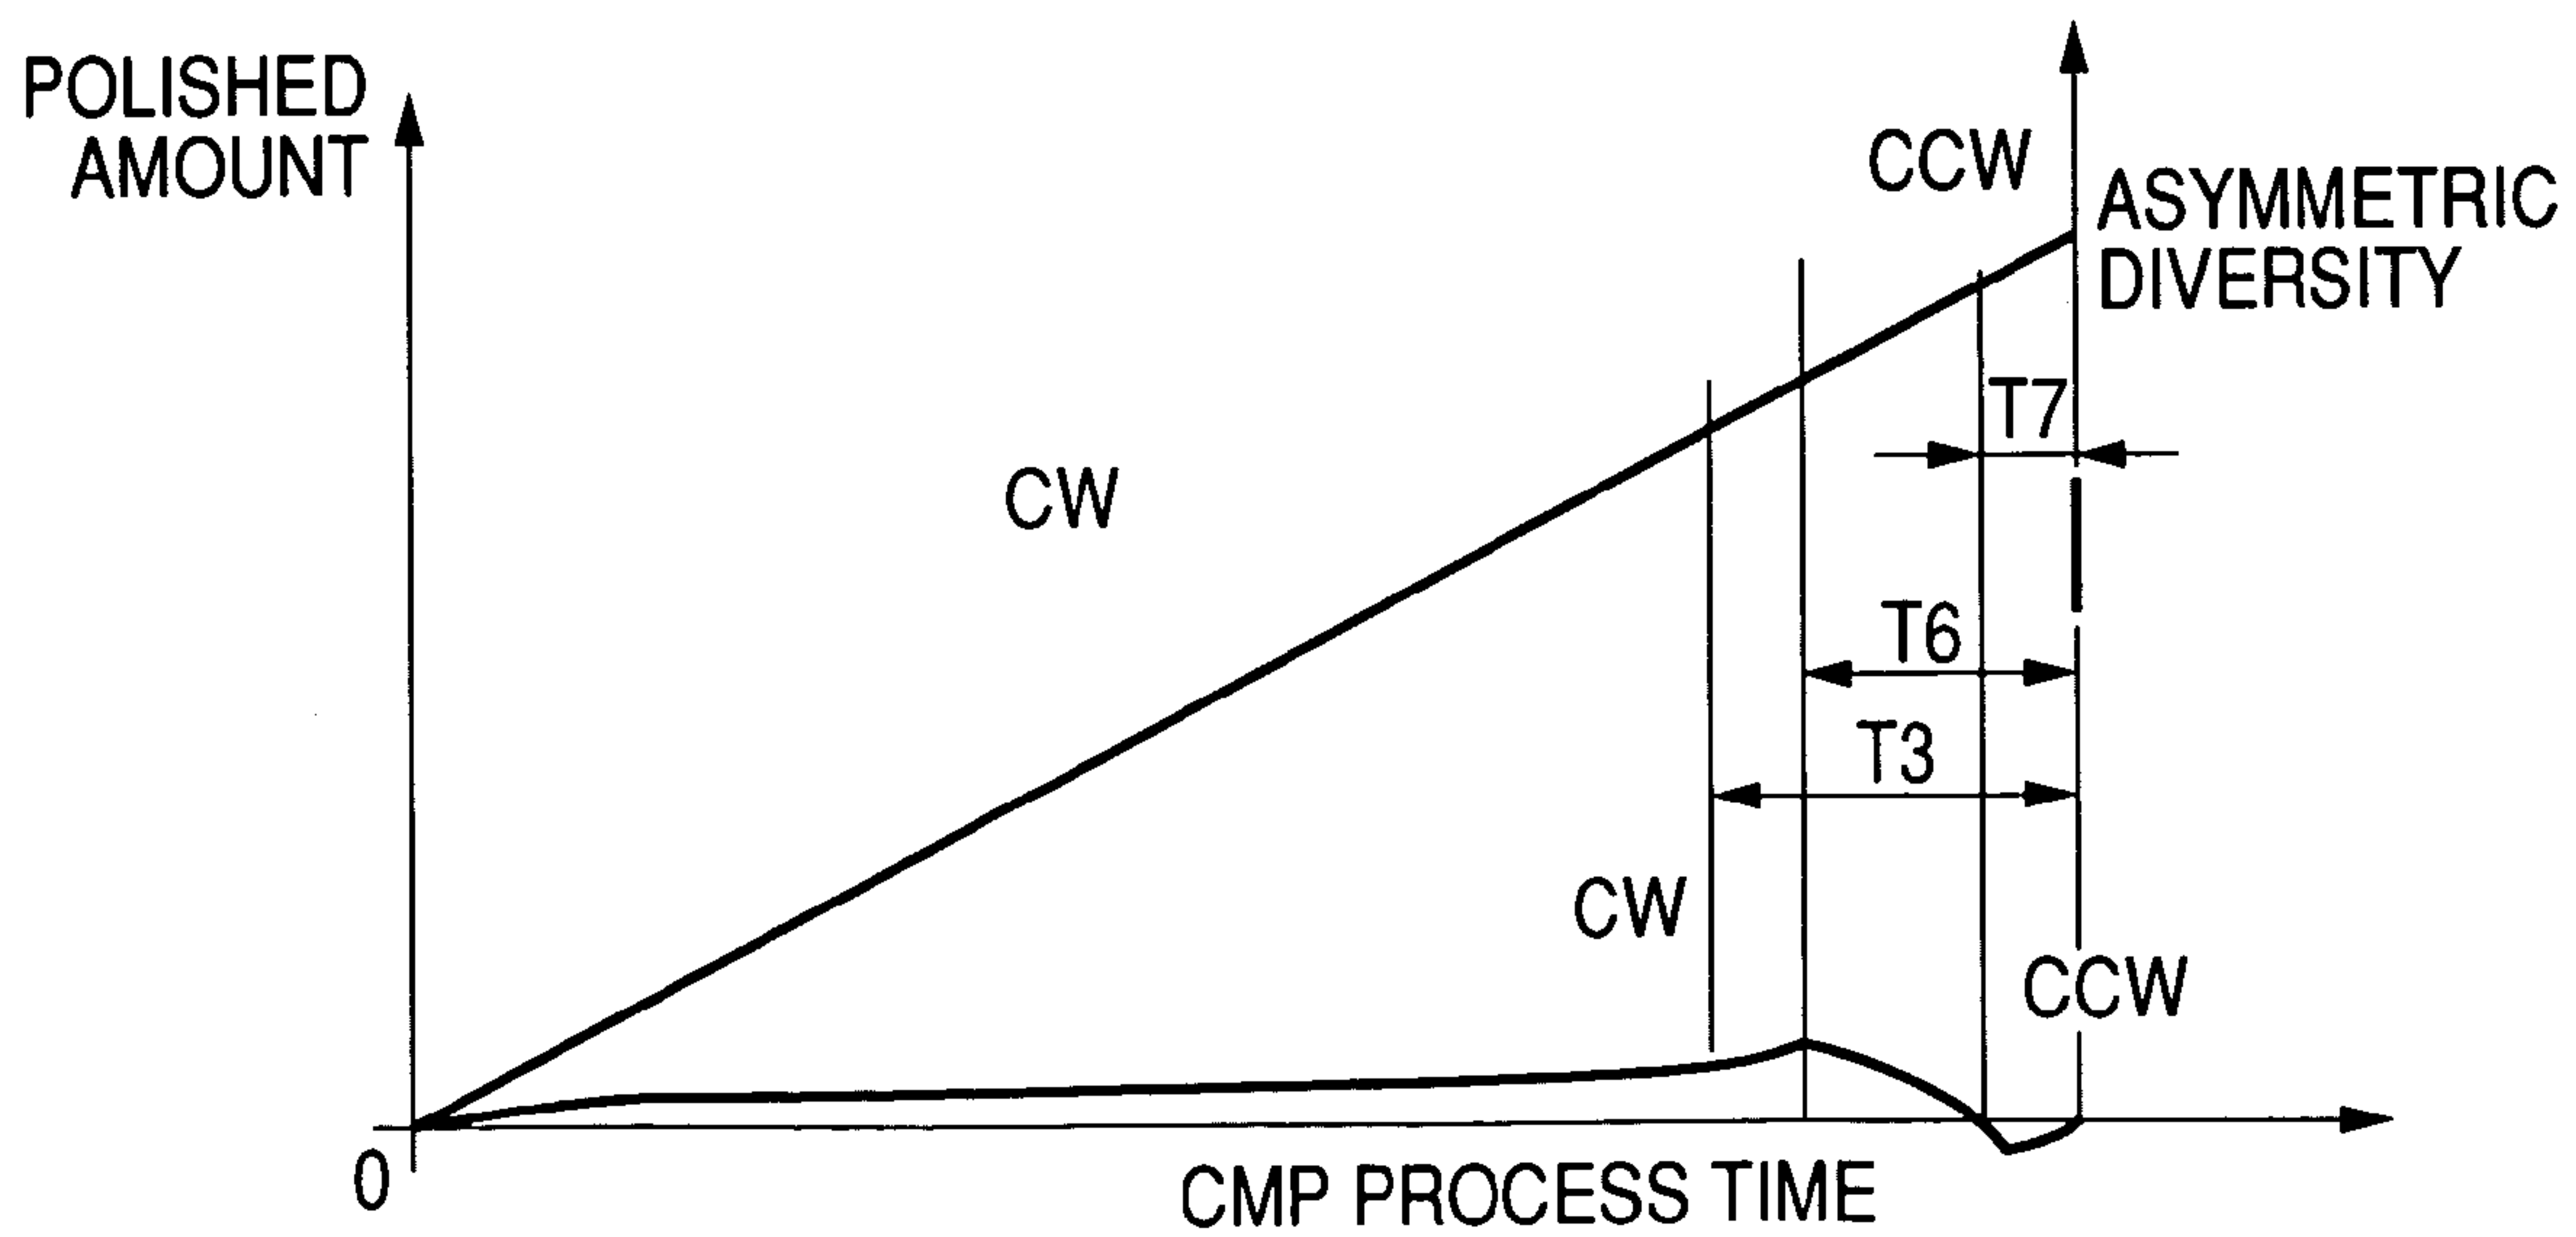 POLISHED
AMOUNT
CCW
ASYMMETRIC
DIVERSITY
CW
T7
T6
T3
CW
CCW
0
CMP PROCESS TIME